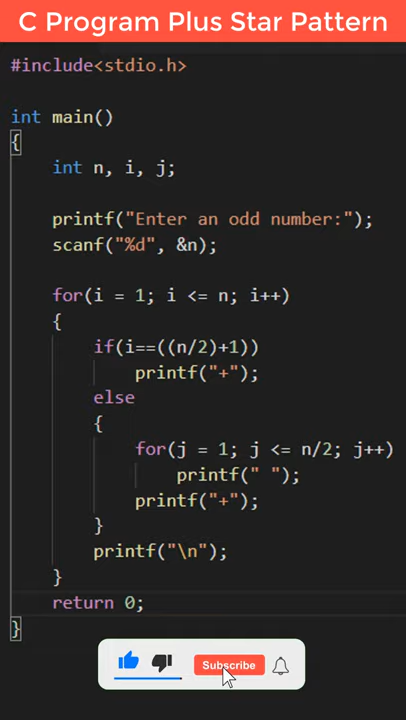 C Program Plus Star Pattern
#include<stdio.h>
int main()
{
int n, i, j;
printf("Enter an odd number:");
scanf("%d", &n);
for(i = 1; i <= n; i++)
{
if(i==((n/2)+1))
printf("+");
else
{
for(j = 1; j <= n/2; j++)
printf(" ");
printf("+");
}
printf("\n");
}
return 0;
}
Subscribe